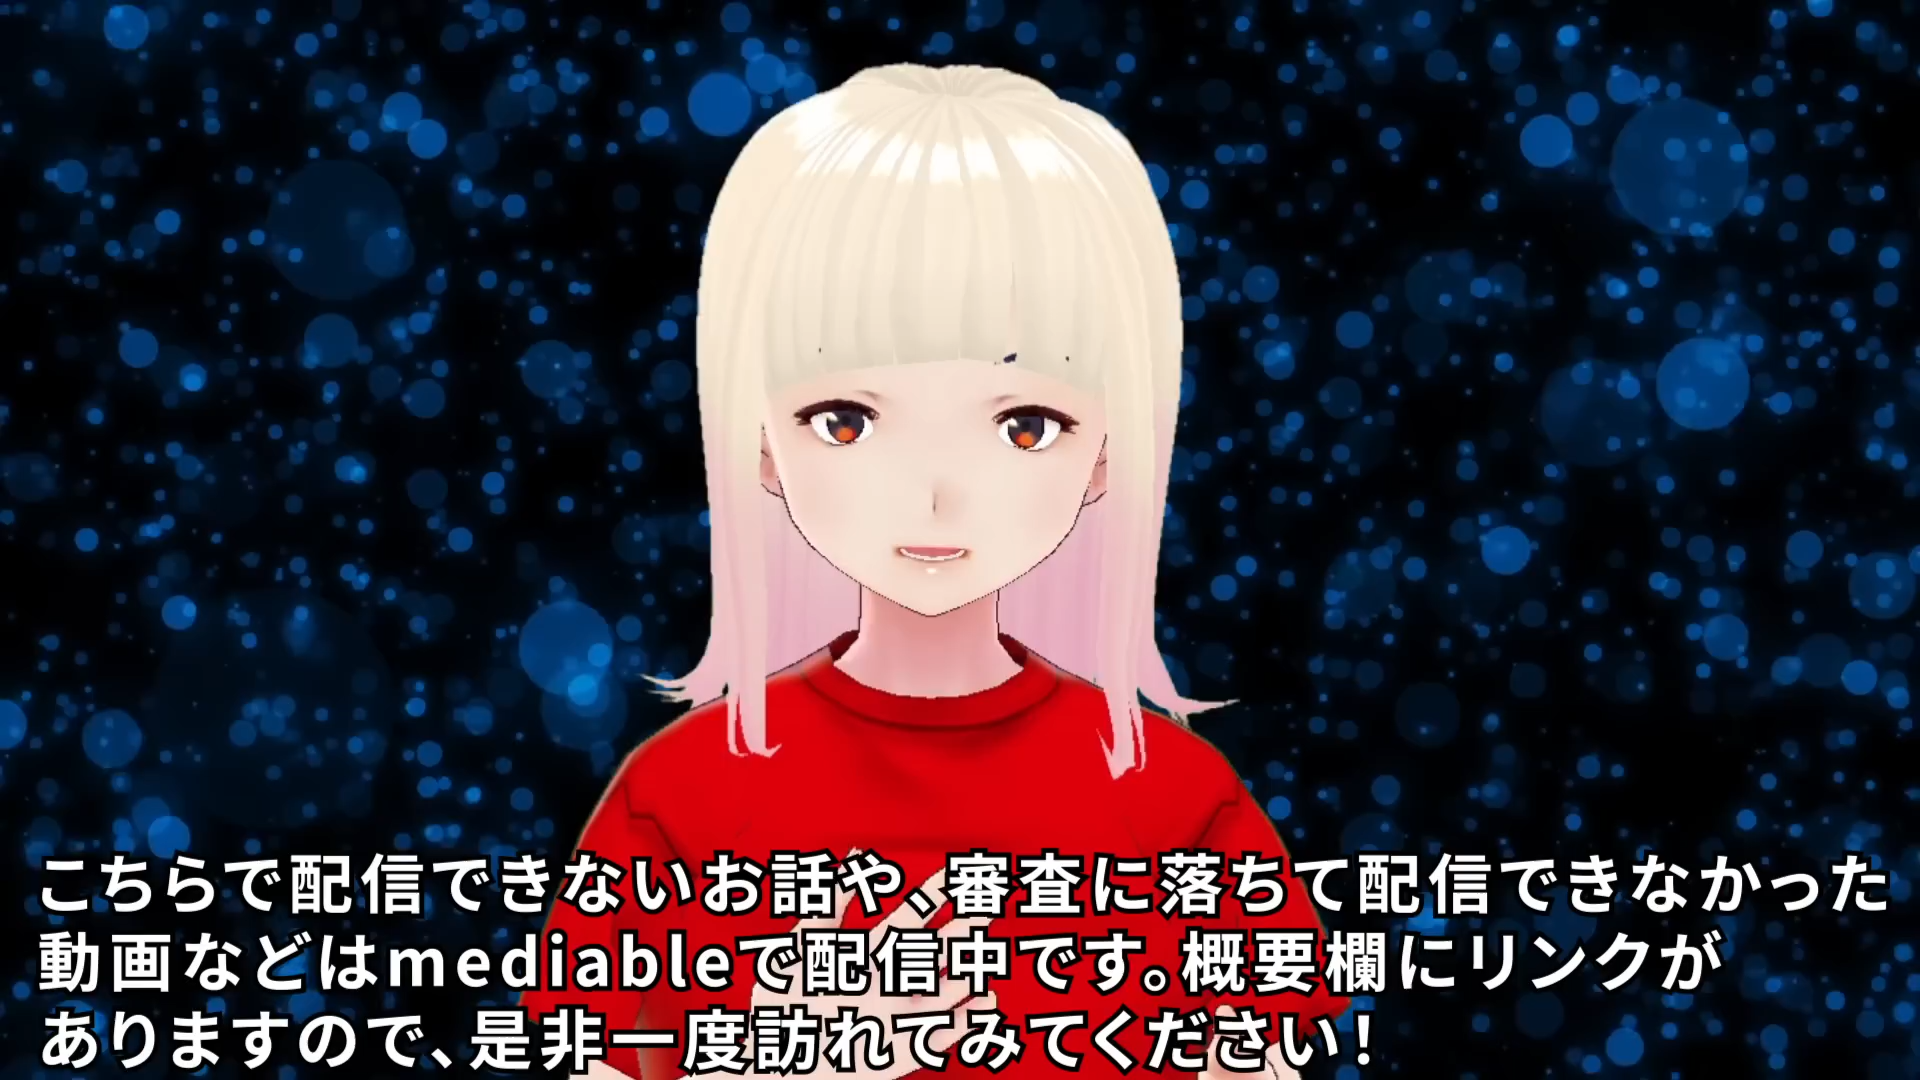 こちらで配信できないお話や、審査に落ちて配信できなかった
動画などはmediableで配信中です。概要欄にリンクが
ありますので、是非一度訪れてみてください!